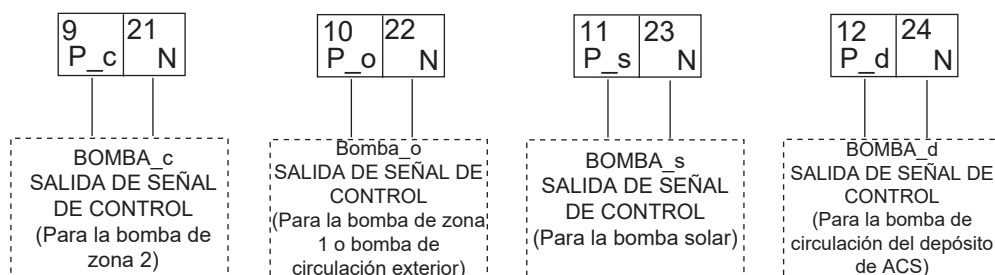 9 21
P_c N
10 22
P_o N
11 23
P_s N
12 24
P_d N
BOMBA_c
SALIDA DE SEÑAL
DE CONTROL
(Para la bomba de
zona 2)
Bomba_o
SALIDA DE SEÑAL DE
CONTROL
(Para la bomba de zona
1 o bomba de
circulación exterior)
BOMBA_s
SALIDA DE SEÑAL
DE CONTROL
(Para la bomba solar)
BOMBA_d
SALIDA DE SEÑAL DE
CONTROL
(Para la bomba de
circulación del depósito
de ACS)